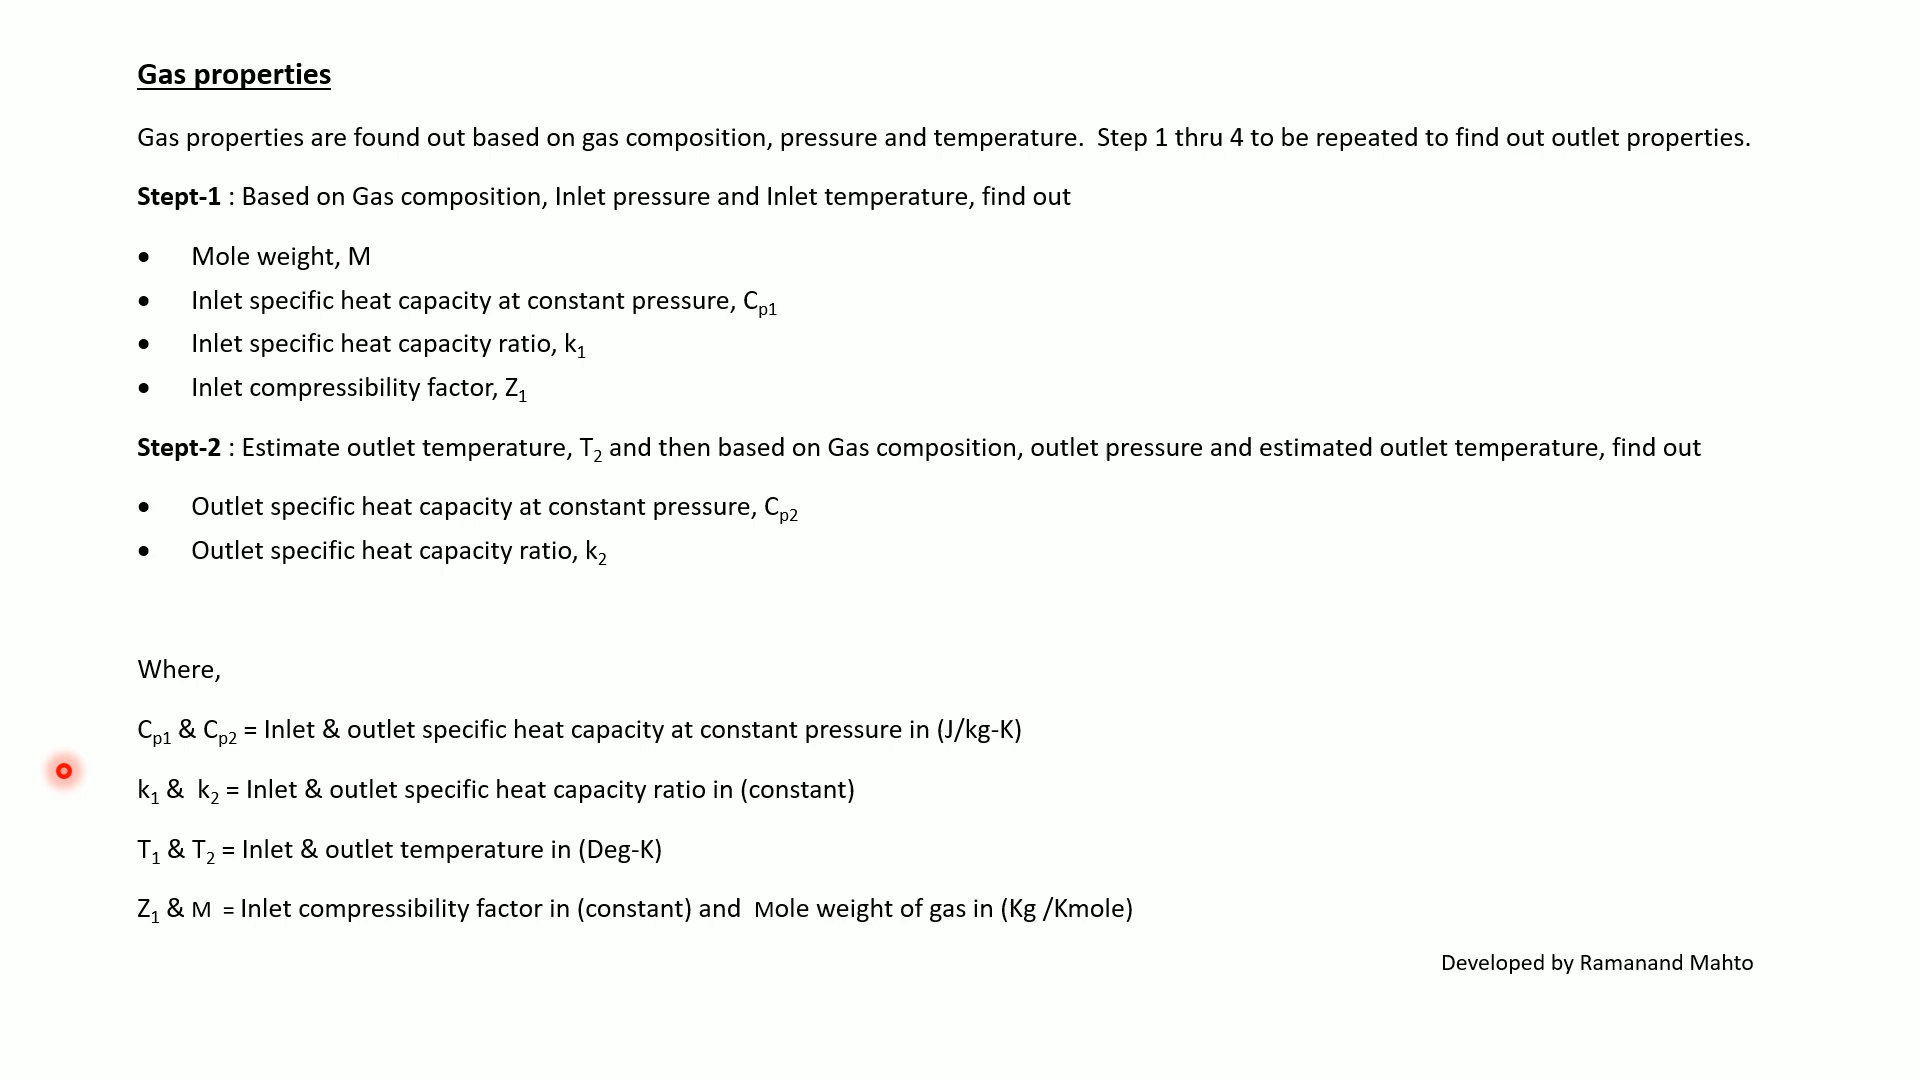 Gas properties
Gas properties are found out based on gas composition, pressure and temperature.  Step 1 thru 4 to be repeated to find out outlet properties.
Stept-1 : Based on Gas composition, Inlet pressure and Inlet temperature, find out
• Mole weight, M
• Inlet specific heat capacity at constant pressure, Cp1
• Inlet specific heat capacity ratio, k1
• Inlet compressibility factor, Z1
Stept-2 : Estimate outlet temperature, T2 and then based on Gas composition, outlet pressure and estimated outlet temperature, find out
• Outlet specific heat capacity at constant pressure, Cp2
• Outlet specific heat capacity ratio, k2
Where,
Cp1 & Cp2 = Inlet & outlet specific heat capacity at constant pressure in (J/kg-K)
k1 &  k2 = Inlet & outlet specific heat capacity ratio in (constant)
T1 & T2 = Inlet & outlet temperature in (Deg-K)
Z1 & M  = Inlet compressibility factor in (constant) and  Mole weight of gas in (Kg /Kmole)
Developed by Ramanand Mahto